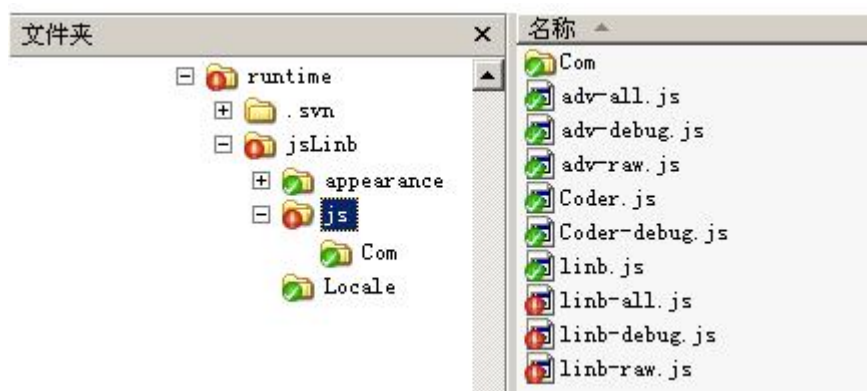 文件夹
runtime
.svn
jsLinb
appearance
js
Com
Locale
名称
Com
adv-all.js
adv-debug.js
adv-raw.js
Coder.js
Coder-debug.js
linb.js
linb-all.js
linb-debug.js
linb-raw.js